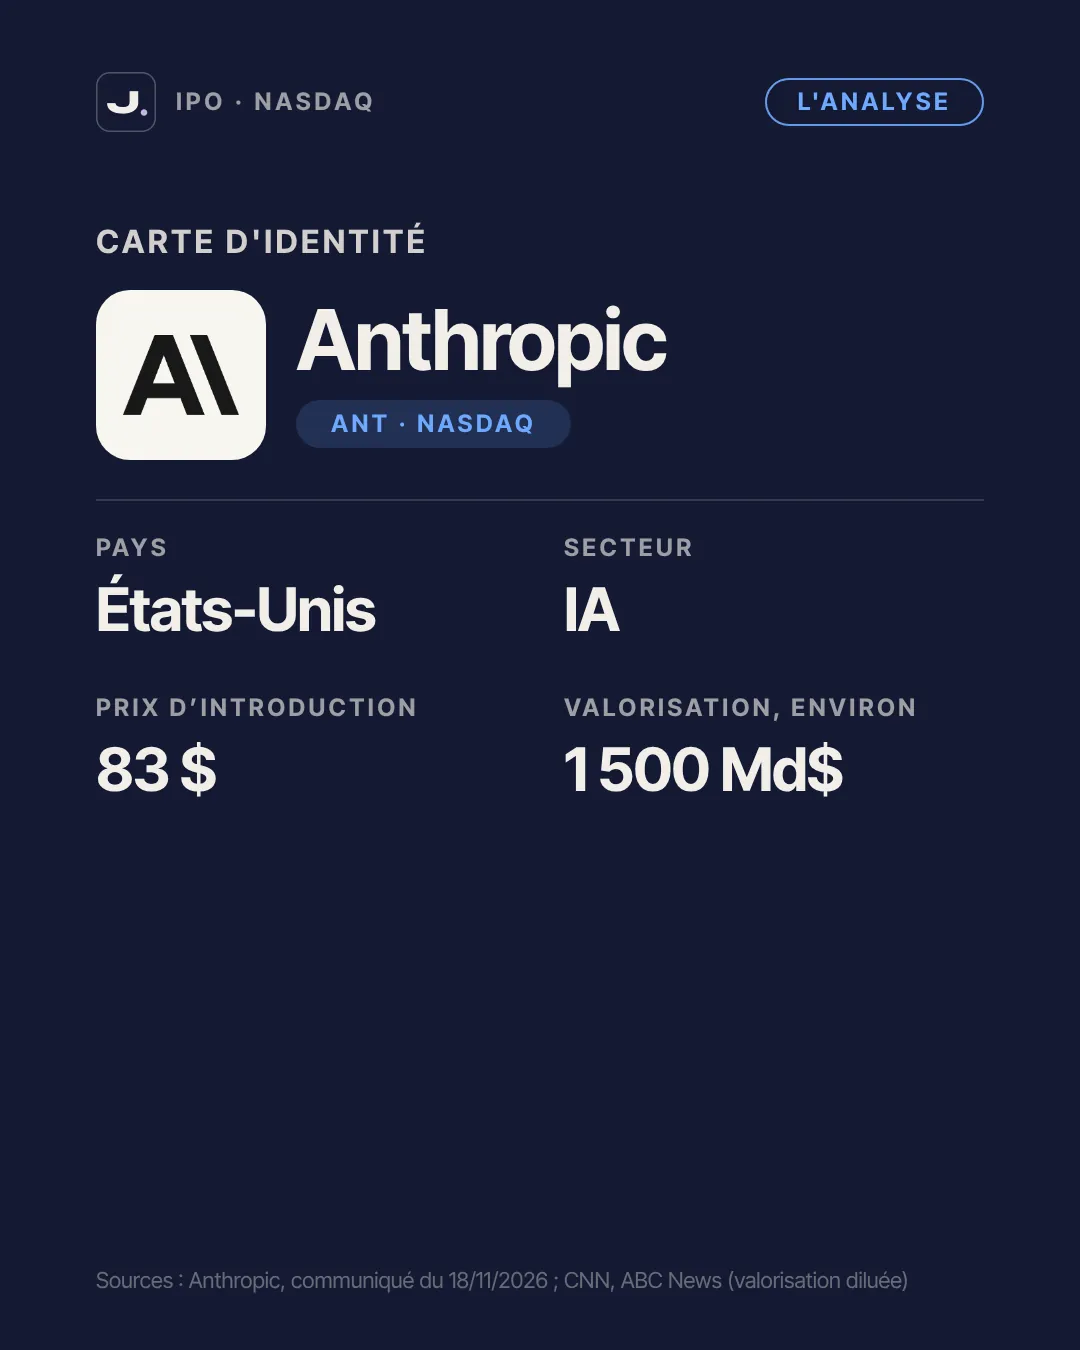 J. IPO · NASDAQ
L'ANALYSE
CARTE D'IDENTITÉ
A\ Anthropic
ANT · NASDAQ
PAYS
États-Unis
SECTEUR
IA
PRIX D’INTRODUCTION
83 $
VALORISATION, ENVIRON
1 500 Md$
Sources : Anthropic, communiqué du 18/11/2026 ; CNN, ABC News (valorisation diluée)